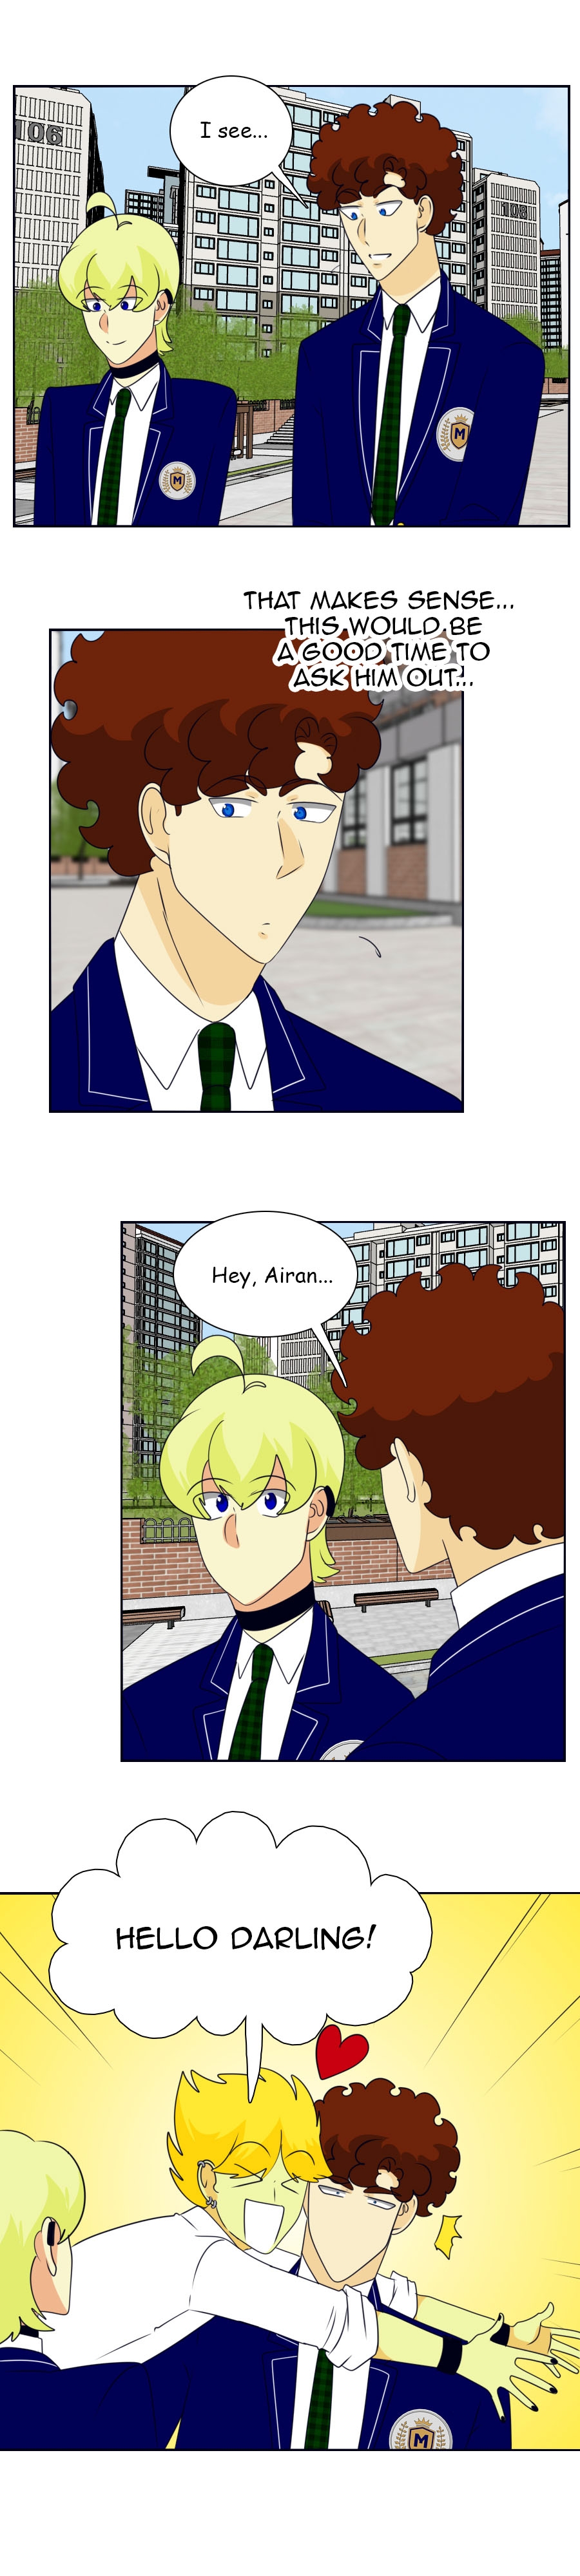 106
I see...
108
M
M
THAT MAKES SENSE...
THIS WOULD BE
A GOOD TIME TO
ASK HIM OUT...
Hey, Airan...
HELLO DARLING!
M